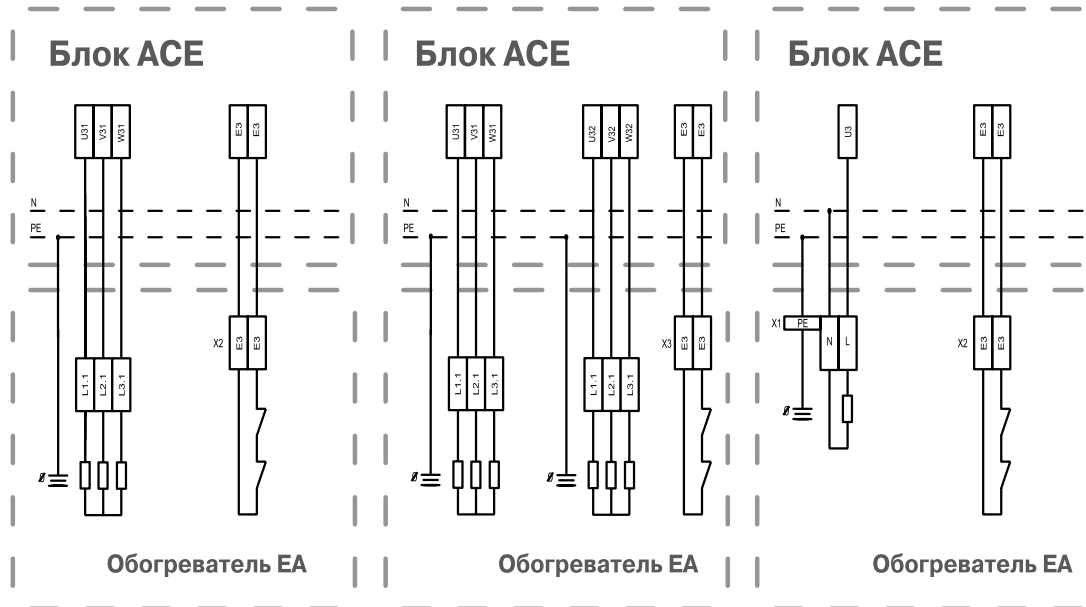 Блок ACE
U31 V31 W31 E3 E3
N
PE
X2 E3 E3
L1.1 L2.1 L3.1
Обогреватель EA
Блок ACE
U31 V31 W31 U32 V32 W32 E3 E3
N
PE
X3 E3 E3
L1.1 L2.1 L3.1 L1.1 L2.1 L3.1
Обогреватель EA
Блок ACE
U3 E3 E3
N
PE
X1 PE N L X2 E3 E3
Обогреватель EA